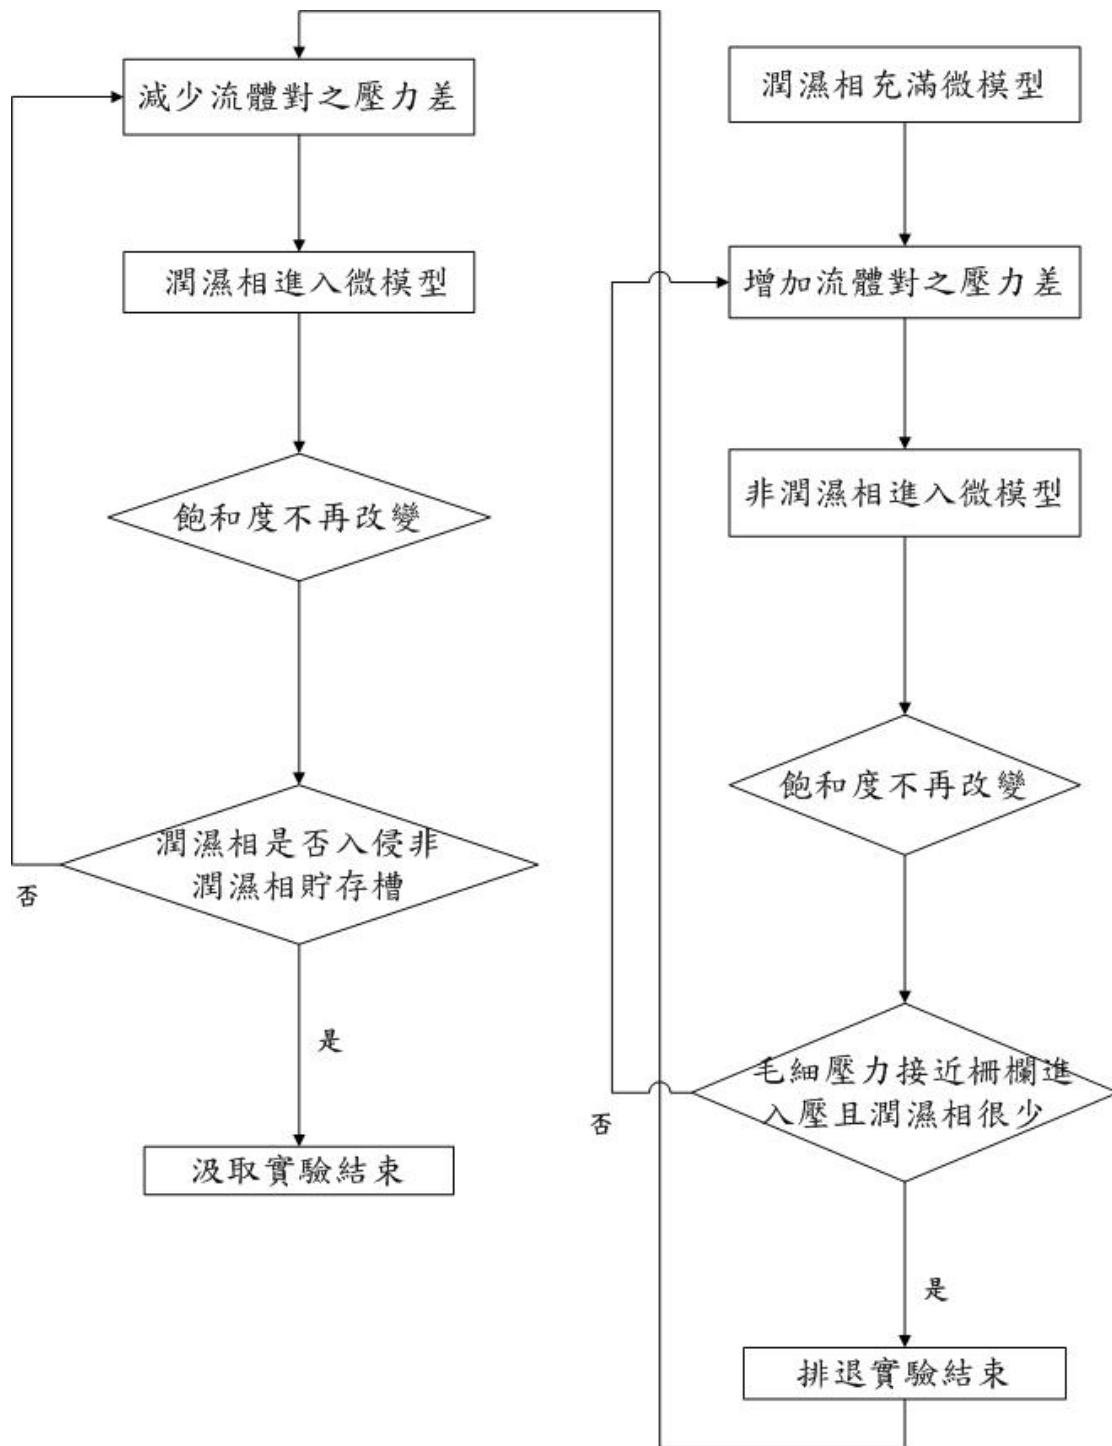 減少流體對之壓力差
潤濕相進入微模型
飽和度不再改變
潤濕相是否入侵非
潤濕相貯存槽
否
是
汲取實驗結束
潤濕相充滿微模型
增加流體對之壓力差
非潤濕相進入微模型
飽和度不再改變
毛細壓力接近柵欄進
入壓且潤濕相很少
否
是
排退實驗結束